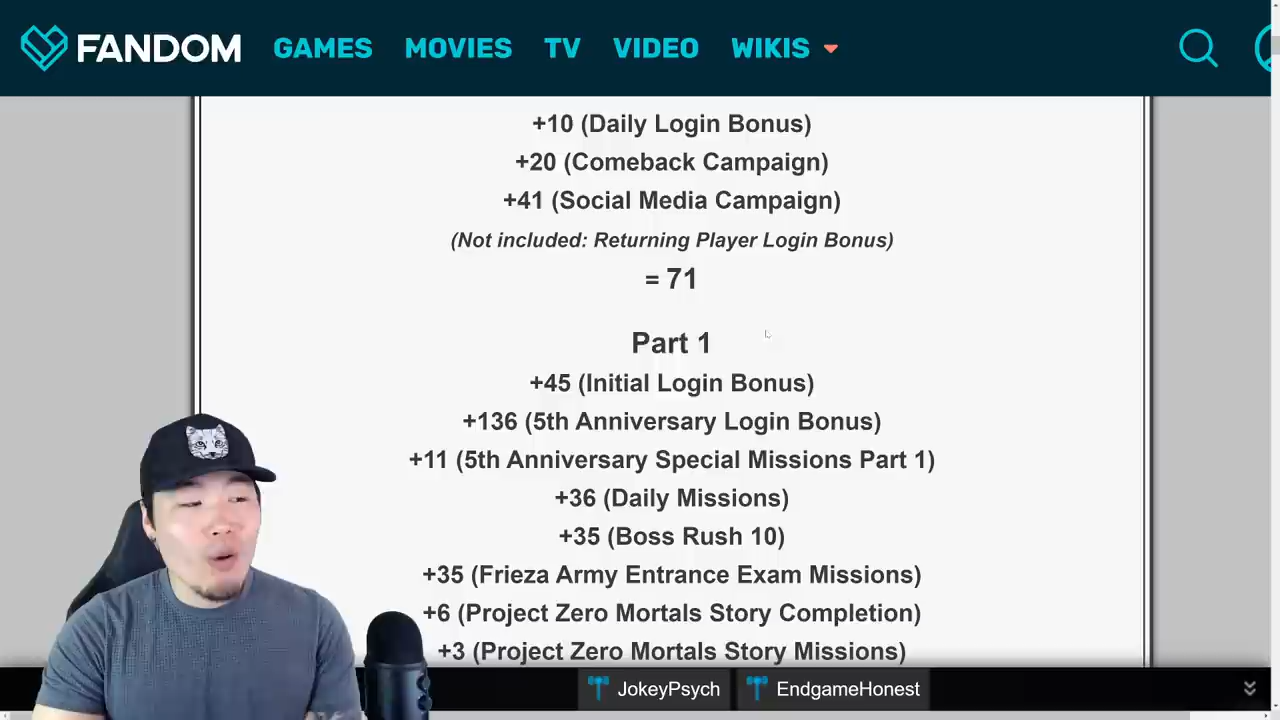 FANDOM GAMES MOVIES TV VIDEO WIKIS
+10 (Daily Login Bonus)
+20 (Comeback Campaign)
+41 (Social Media Campaign)
(Not included: Returning Player Login Bonus)
= 71
Part 1
+45 (Initial Login Bonus)
+136 (5th Anniversary Login Bonus)
+11 (5th Anniversary Special Missions Part 1)
+36 (Daily Missions)
+35 (Boss Rush 10)
+35 (Frieza Army Entrance Exam Missions)
+6 (Project Zero Mortals Story Completion)
+3 (Project Zero Mortals Story Missions)
JokeyPsych EndgameHonest